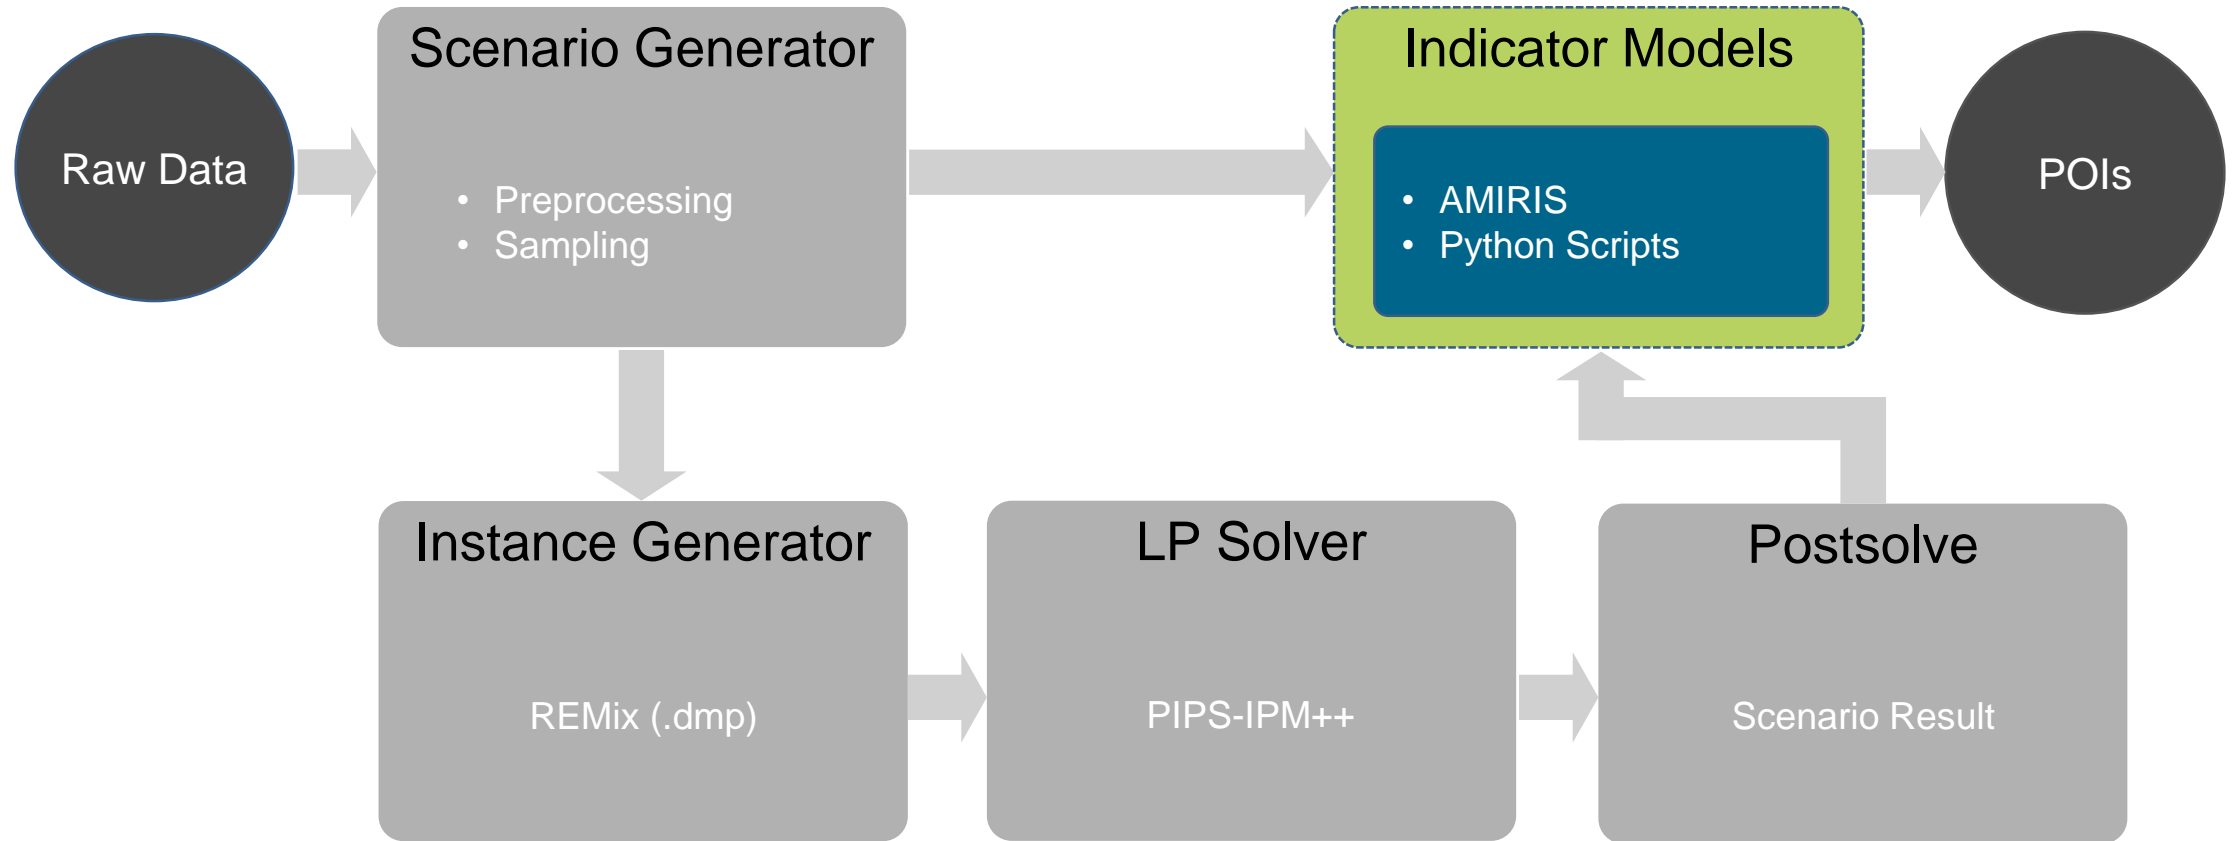 Raw Data
Scenario Generator
• Preprocessing
• Sampling
Indicator Models
• AMIRIS
• Python Scripts
POIs
Instance Generator
REMix (.dmp)
LP Solver
PIPS-IPM++
Postsolve
Scenario Result